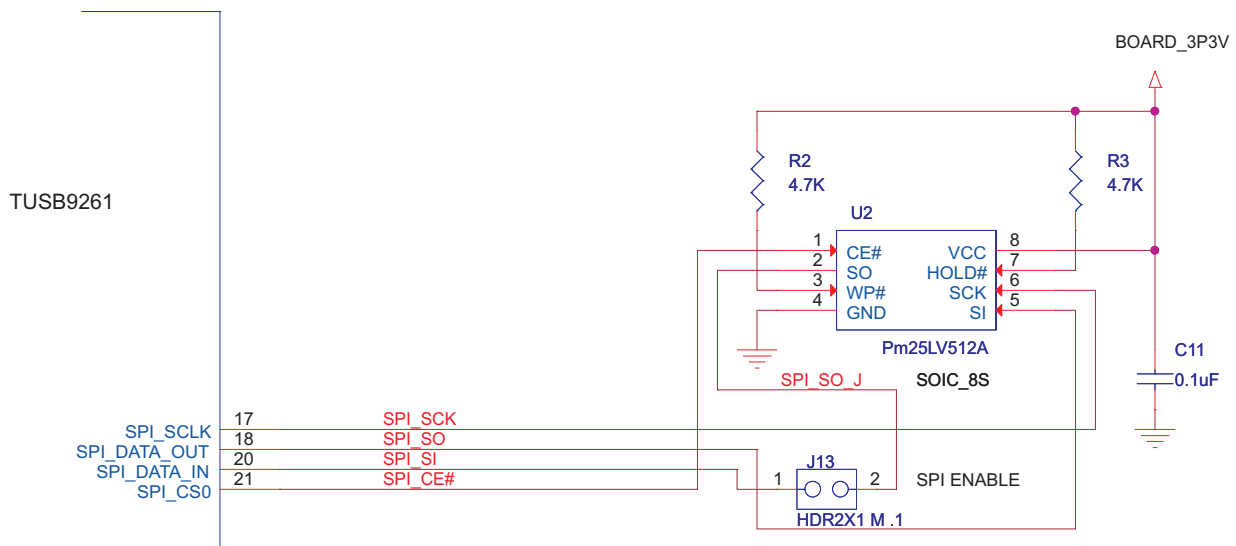 BOARD_3P3V
R2
4.7K
R3
4.7K
TUSB9261
U2
1 CE# VCC 8
2 SO HOLD# 7
3 WP# SCK 6
4 GND SI 5
Pm25LV512A
SPI_SO_J
SOIC_8S
C11
0.1uF
SPI_SCLK 17 SPI_SCK
SPI_DATA_OUT 18 SPI_SO
SPI_DATA_IN 20 SPI_SI
SPI_CS0 21 SPI_CE#
J13
1 2 SPI ENABLE
HDR2X1 M .1